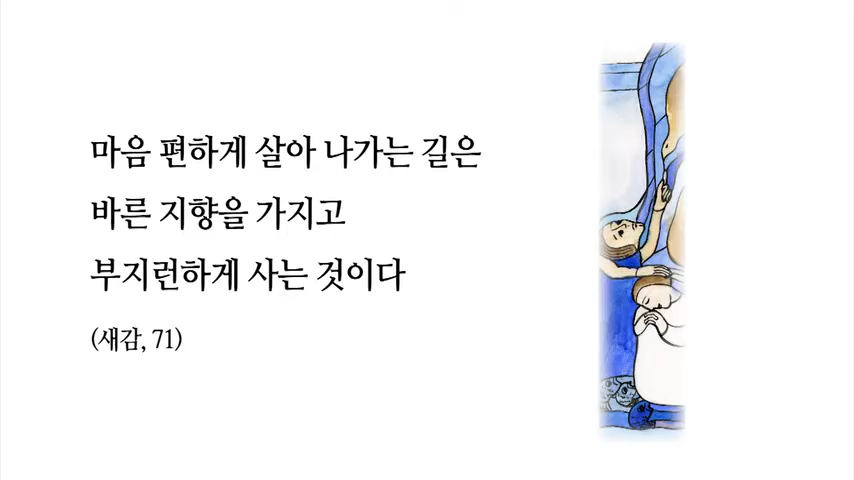 마음 편하게 살아 나가는 길은
바른 지향을 가지고
부지런하게 사는 것이다
(새감, 71)